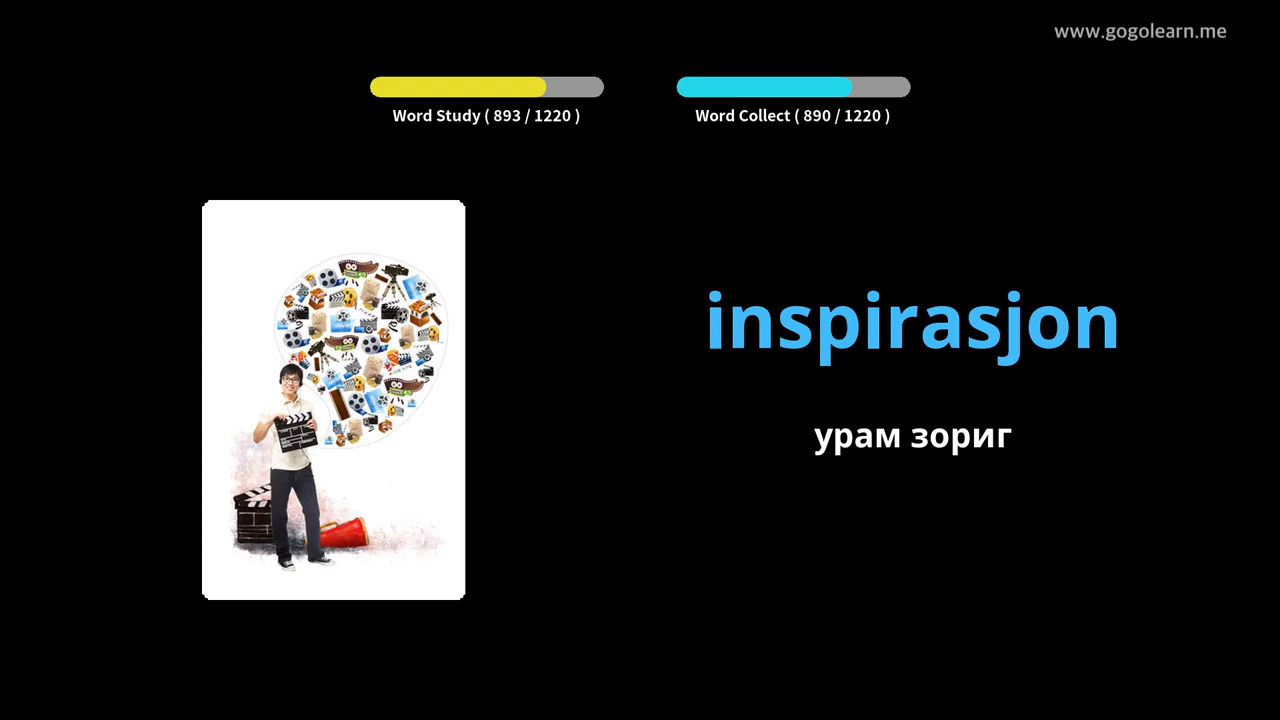 www.gogolearn.me
Word Study ( 893 / 1220 )
Word Collect ( 890 / 1220 )
inspirasjon
урам зориг